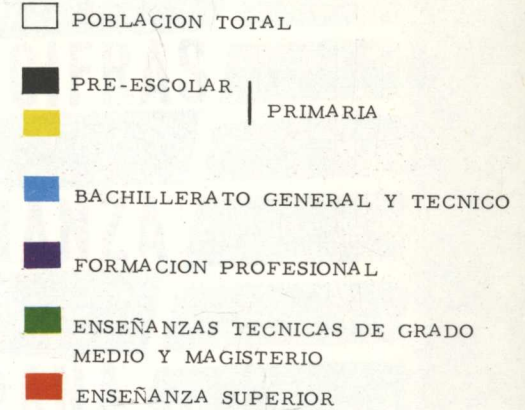 POBLACION TOTAL
PRE-ESCOLAR
PRIMARIA
BACHILLERATO GENERAL Y TECNICO
FORMACION PROFESIONAL
ENSEÑANZAS TECNICAS DE GRADO
MEDIO Y MAGISTERIO
ENSEÑANZA SUPERIOR